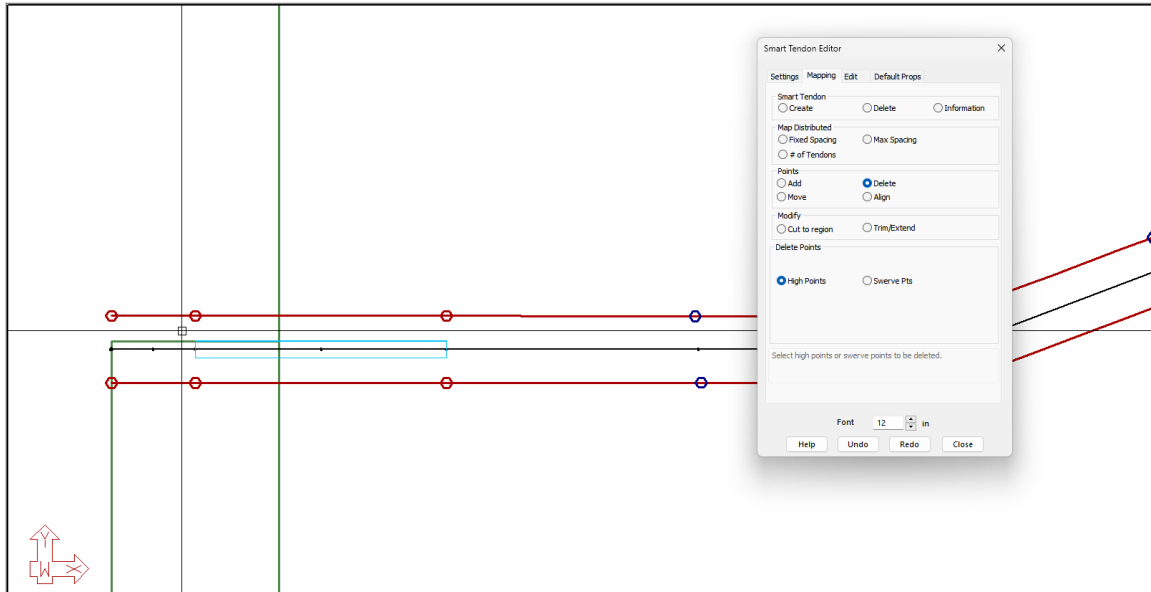 Smart Tendon Editor
Settings Mapping Edit Default Props
Smart Tendon
Create Delete Information
Map Distributed
Fixed Spacing Max Spacing
# of Tendons
Points
Add Delete
Move Align
Modify
Cut to region Trim/Extend
Delete Points
High Points Swerve Pts
Select high points or swerve points to be deleted.
Font 12 in
Help Undo Redo Close
Y
W X